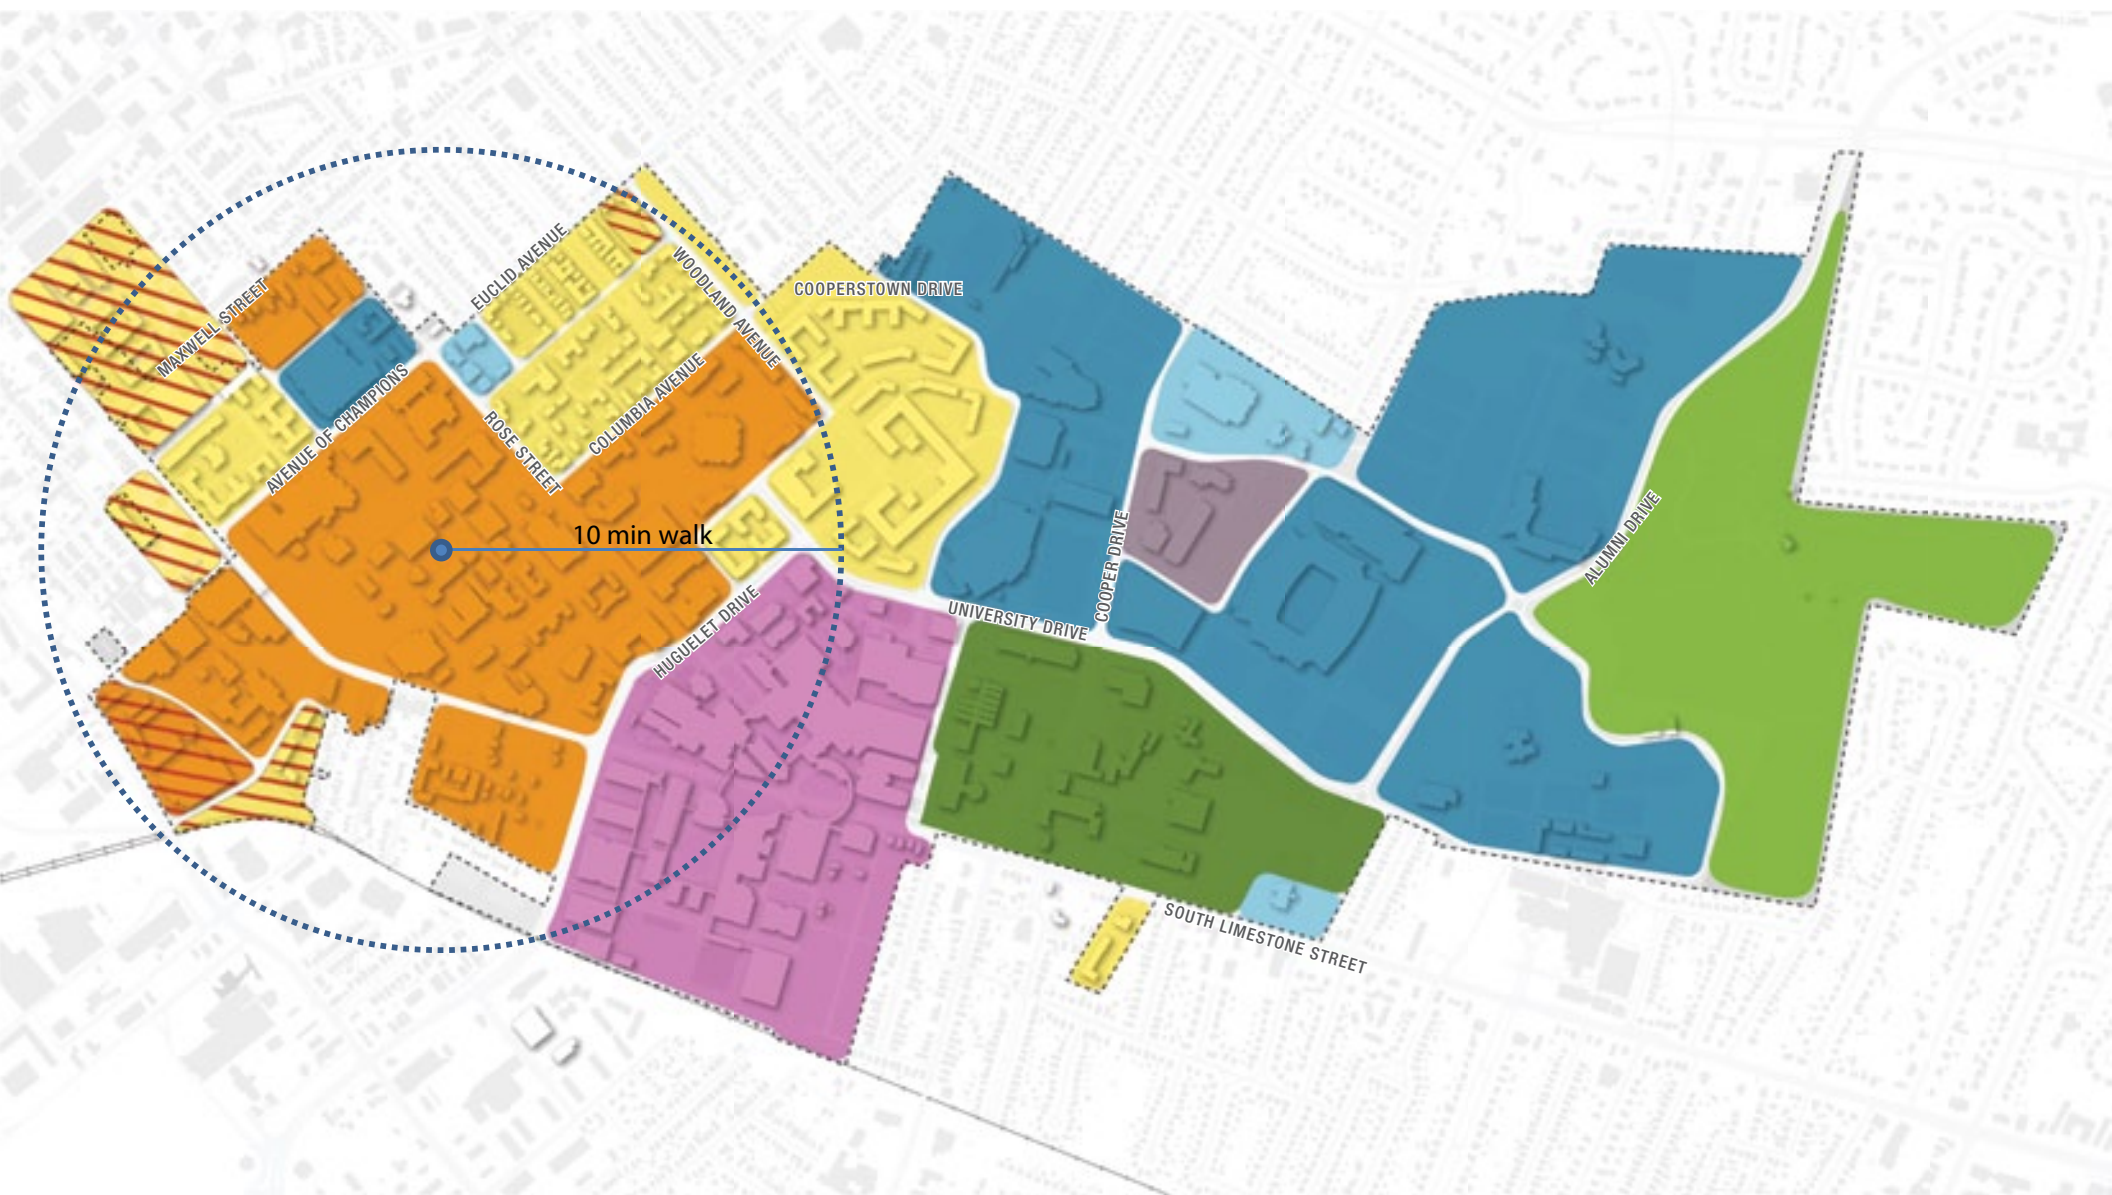 EUCLID AVENUE
WOODLAND AVENUE
COOPERSTOWN DRIVE
MAXWELL STREET
AVENUE OF CHAMPIONS
ROSE STREET
COLUMBIA AVENUE
10 min walk
COOPER DRIVE
ALUMNI DRIVE
HUGUELET DRIVE
UNIVERSITY DRIVE
SOUTH LIMESTONE STREET